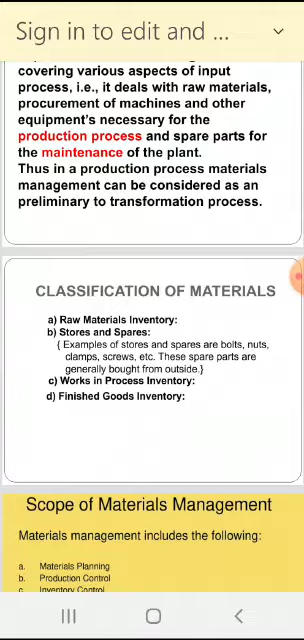 Sign in to edit and ...
covering various aspects of input
process, i.e., it deals with raw materials,
procurement of machines and other
equipment's necessary for the
production process and spare parts for
the maintenance of the plant.
Thus in a production process materials
management can be considered as an
preliminary to transformation process.
CLASSIFICATION OF MATERIALS
a) Raw Materials Inventory:
b) Stores and Spares:
{ Examples of stores and spares are bolts, nuts,
clamps, screws, etc. These spare parts are
generally bought from outside.}
c) Works in Process Inventory:
d) Finished Goods Inventory:
Scope of Materials Management
Materials management includes the following:
a. Materials Planning
b. Production Control
c. Inventory Control